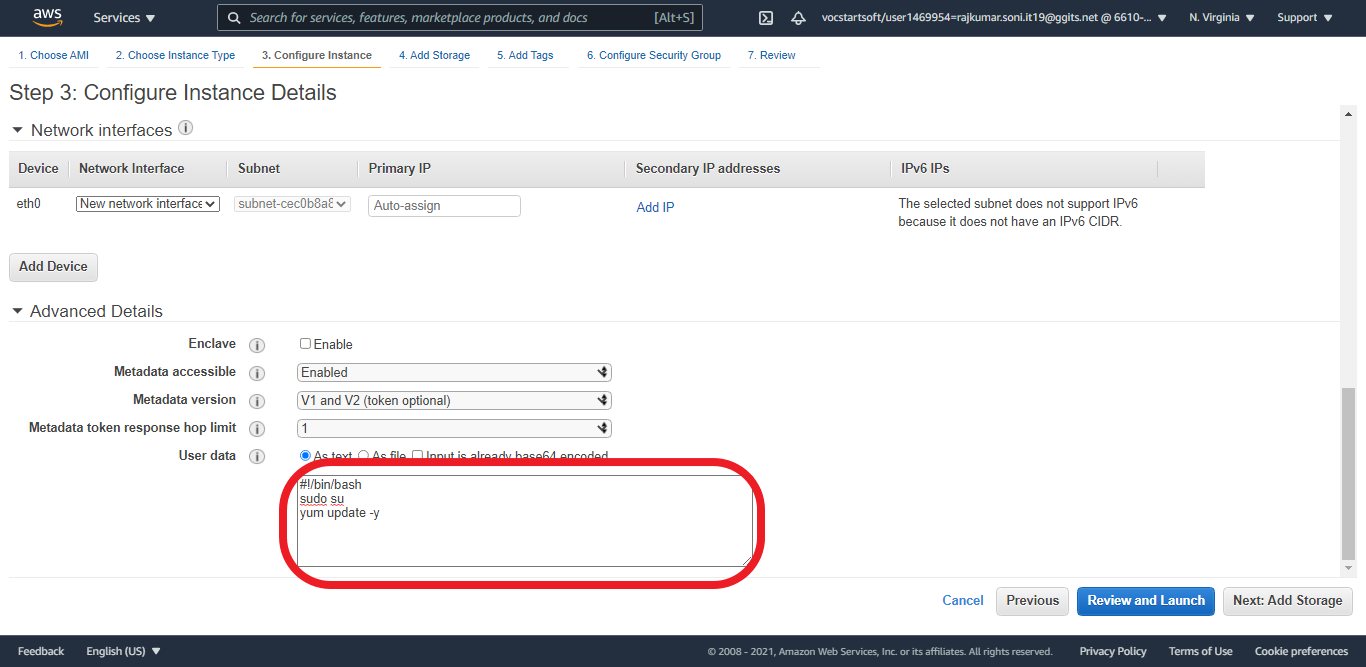 aws
Services
Search for services, features, marketplace products, and docs [Alt+S]
vocstartsoft/user1469954=rajkumar.soni.it19@ggits.net @ 6610-...
N. Virginia
Support
1. Choose AMI 2. Choose Instance Type 3. Configure Instance 4. Add Storage 5. Add Tags 6. Configure Security Group 7. Review
Step 3: Configure Instance Details
Network interfaces
Device Network Interface Subnet Primary IP Secondary IP addresses IPv6 IPs
eth0 New network interface subnet-cec0b8a8 Auto-assign Add IP The selected subnet does not support IPv6
because it does not have an IPv6 CIDR.
Add Device
Advanced Details
Enclave Enable
Metadata accessible Enabled
Metadata version V1 and V2 (token optional)
Metadata token response hop limit 1
User data As text As file Input is already base64 encoded
#!/bin/bash
sudo su
yum update -y
Cancel Previous Review and Launch Next: Add Storage
Feedback English (US) © 2008 - 2021, Amazon Web Services, Inc. or its affiliates. All rights reserved. Privacy Policy Terms of Use Cookie preferences